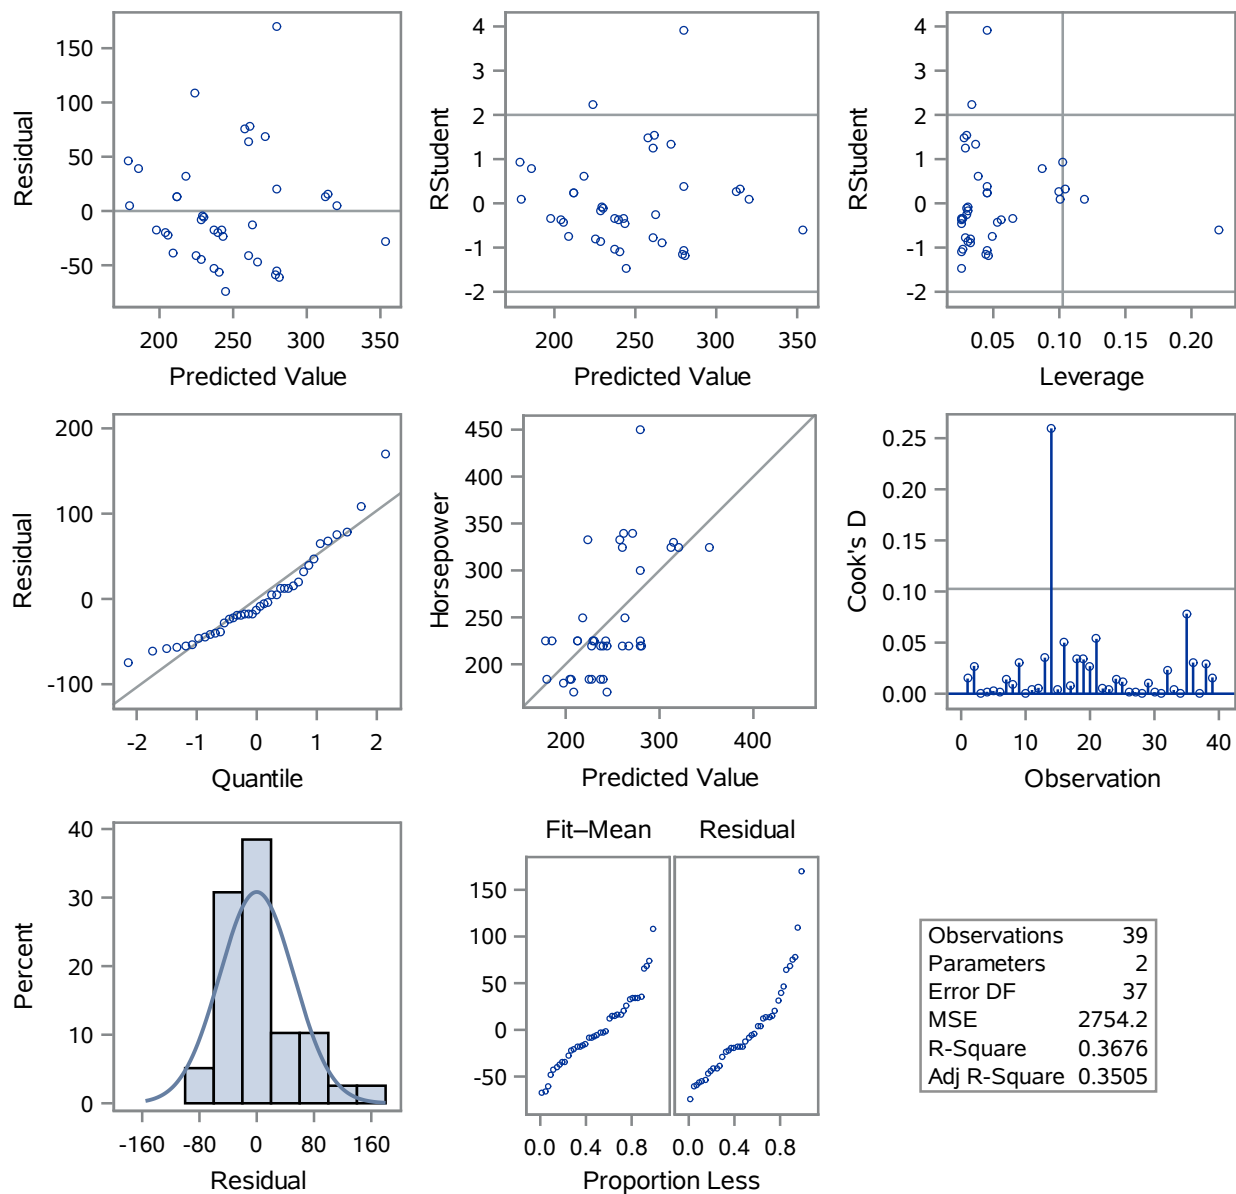 150
100
50
0
-50
Residual
200 250 300 350
Predicted Value
4
3
2
1
0
-1
-2
RStudent
200 250 300 350
Predicted Value
4
3
2
1
0
-1
-2
RStudent
0.05 0.10 0.15 0.20
Leverage
200
100
0
-100
Residual
-2 -1 0 1 2
Quantile
450
400
350
300
250
200
Horsepower
200 300 400
Predicted Value
0.25
0.20
0.15
0.10
0.05
0.00
Cook's D
0 10 20 30 40
Observation
40
30
20
10
0
Percent
-160 -80 0 80 160
Residual
Fit–Mean Residual
150
100
50
0
-50
0.0 0.4 0.8 0.0 0.4 0.8
Proportion Less
Observations 39
Parameters 2
Error DF 37
MSE 2754.2
R-Square 0.3676
Adj R-Square 0.3505